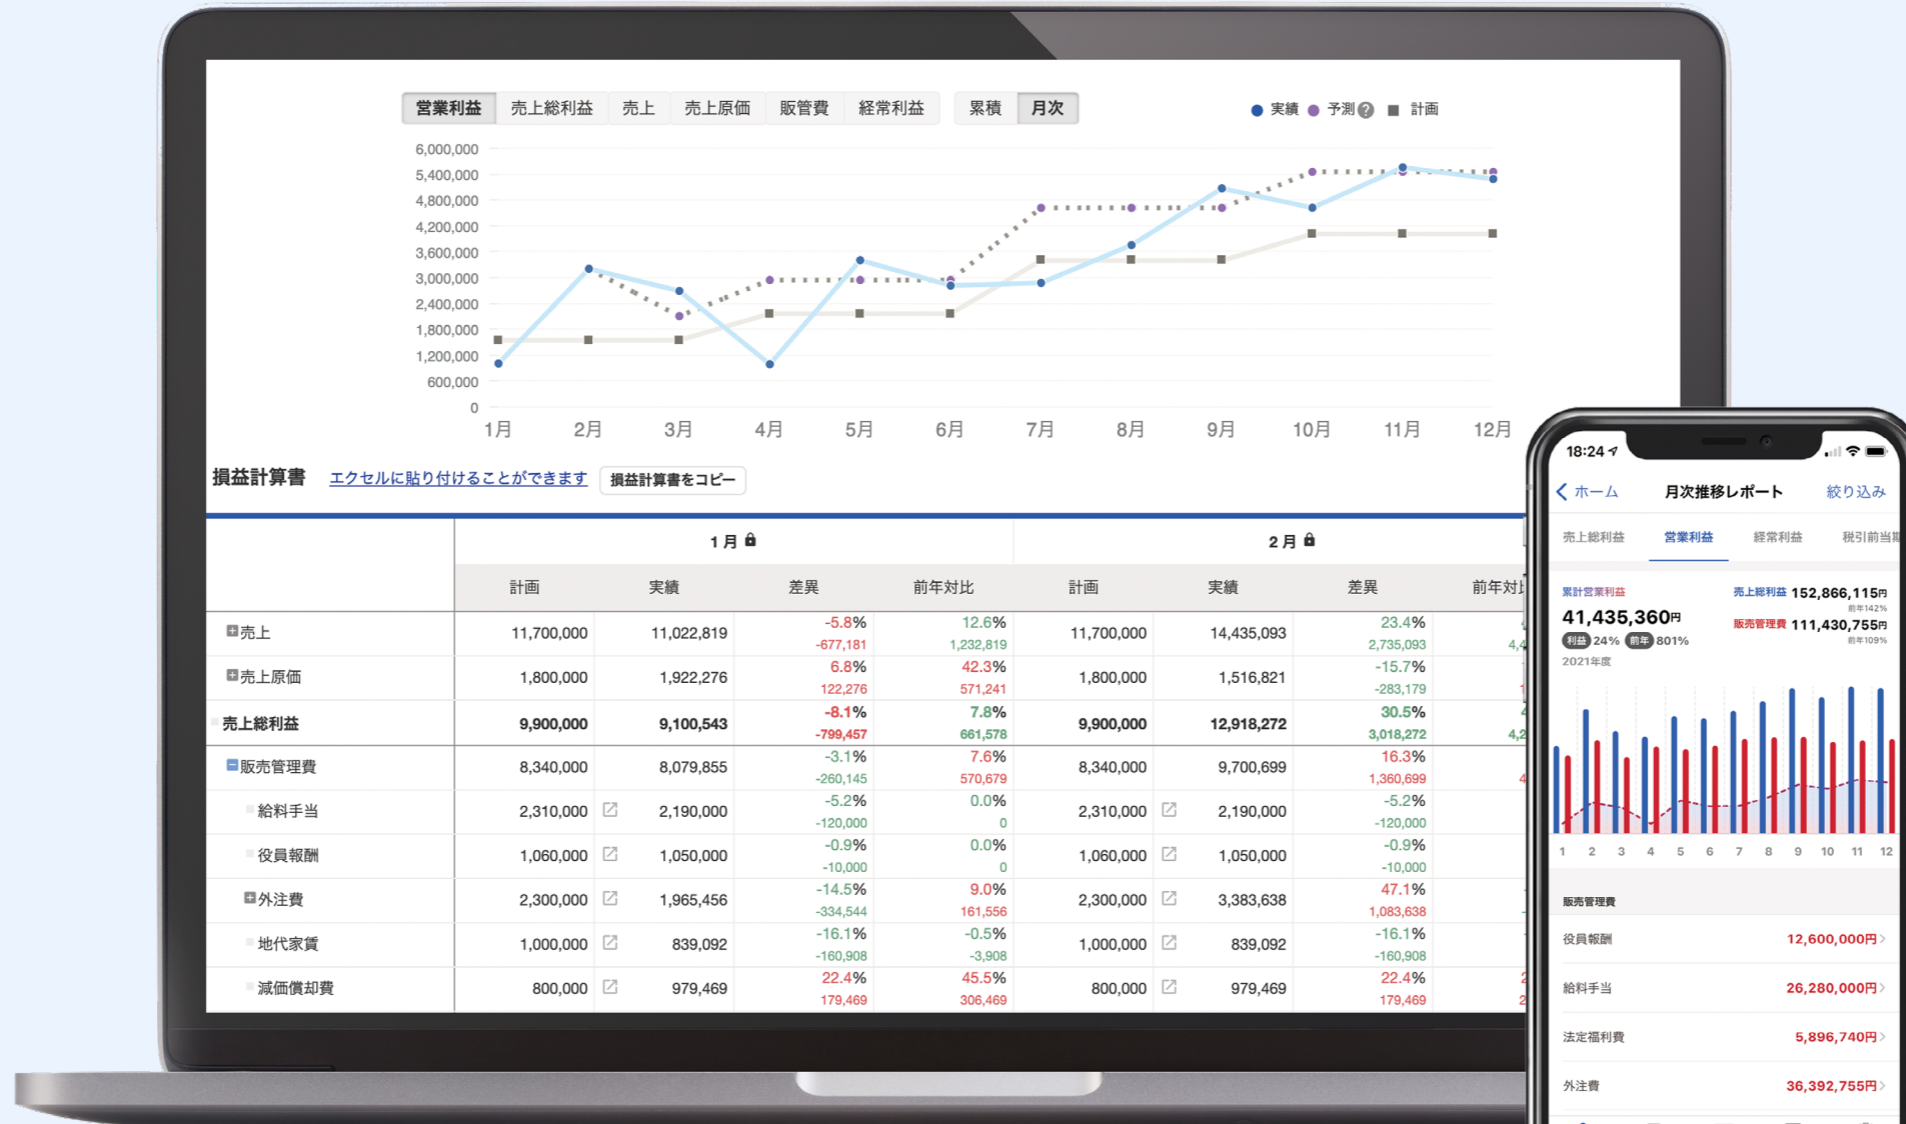 営業利益 売上総利益 売上 売上原価 販管費 経常利益 累積 月次 実績 予測 ? 計画
6,000,000
5,400,000
4,800,000
4,200,000
3,600,000
3,000,000
2,400,000
1,800,000
1,200,000
600,000
0
1月 2月 3月 4月 5月 6月 7月 8月 9月 10月 11月 12月
損益計算書 エクセルに貼り付けることができます 損益計算書をコピー
1月 2月
計画 実績 差異 前年対比 計画 実績 差異 前年対比
売上 11,700,000 11,022,819 -5.8% 12.6% 11,700,000 14,435,093 23.4%
-677,181 1,232,819 2,735,093 4,4
売上原価 1,800,000 1,922,276 6.8% 42.3% 1,800,000 1,516,821 -15.7%
122,276 571,241 -283,179
売上総利益 9,900,000 9,100,543 -8.1% 7.8% 9,900,000 12,918,272 30.5%
-799,457 661,578 3,018,272 4,2
販売管理費 8,340,000 8,079,855 -3.1% 7.6% 8,340,000 9,700,699 16.3%
-260,145 570,679 1,360,699 4
給料手当 2,310,000 2,190,000 -5.2% 0.0% 2,310,000 2,190,000 -5.2%
-120,000 0 -120,000
役員報酬 1,060,000 1,050,000 -0.9% 0.0% 1,060,000 1,050,000 -0.9%
-10,000 0 -10,000
外注費 2,300,000 1,965,456 -14.5% 9.0% 2,300,000 3,383,638 47.1%
-334,544 161,556 1,083,638
地代家賃 1,000,000 839,092 -16.1% -0.5% 1,000,000 839,092 -16.1%
-160,908 -3,908 -160,908
減価償却費 800,000 979,469 22.4% 45.5% 800,000 979,469 22.4% 2
179,469 306,469 179,469 2
18:24
ホーム 月次推移レポート 絞り込み
売上総利益 営業利益 経常利益 税引前当期
累計営業利益 売上総利益 152,866,115円
41,435,360円 前年142%
販売管理費 111,430,755円
利益 24% 前年 801% 前年109%
2021年度
1 2 3 4 5 6 7 8 9 10 11 12
販売管理費
役員報酬 12,600,000円
給料手当 26,280,000円
法定福利費 5,896,740円
外注費 36,392,755円